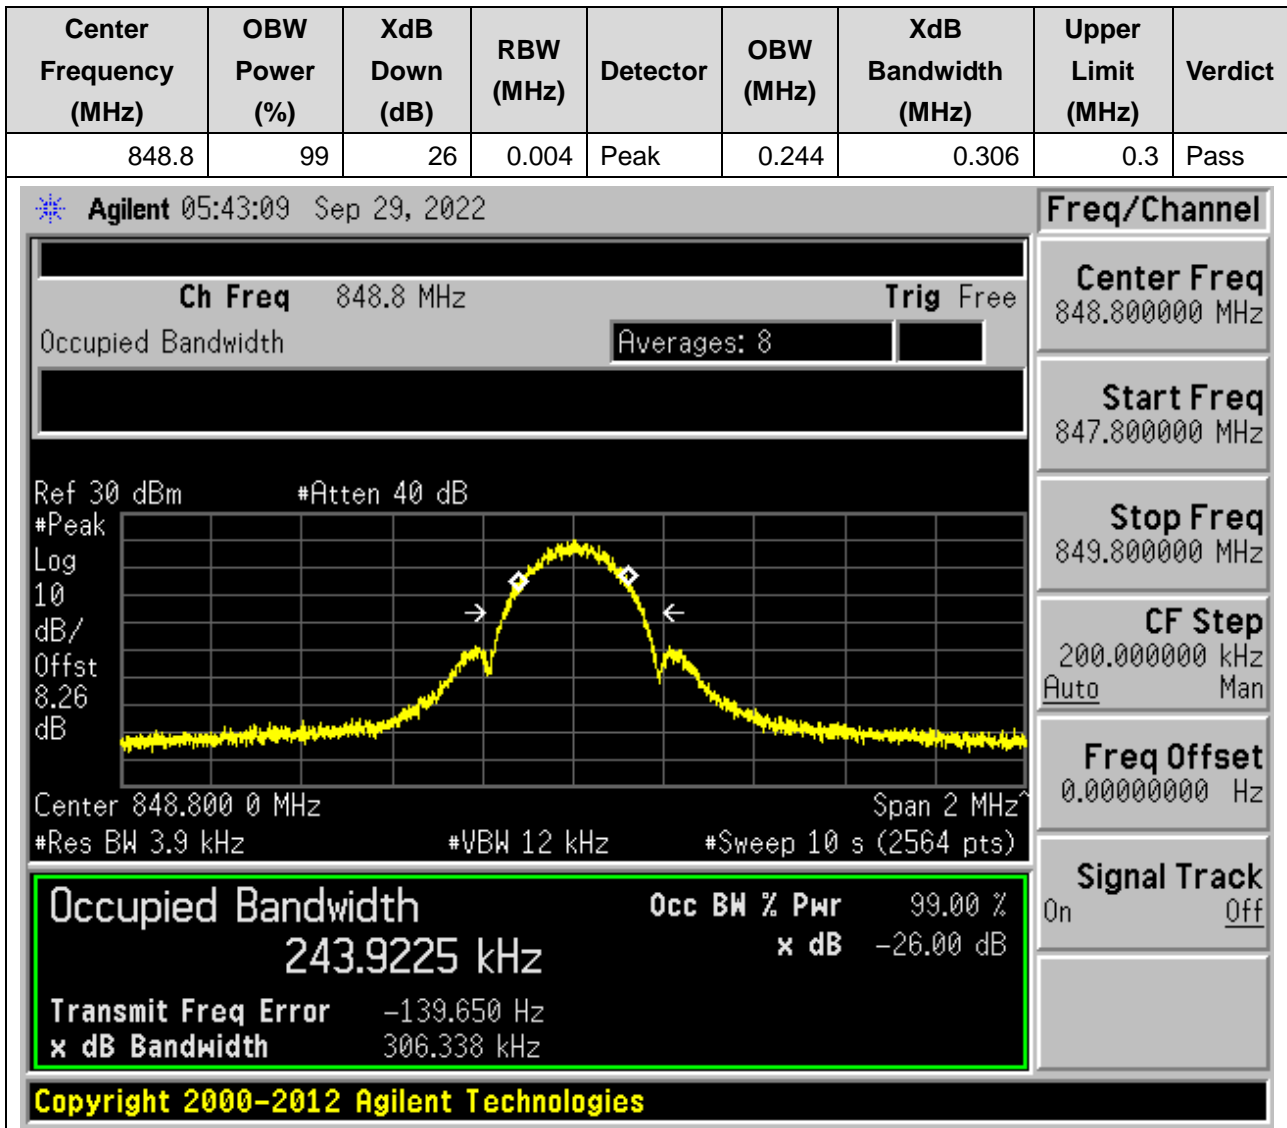 Center Frequency (MHz) OBW Power (%) XdB Down (dB) RBW (MHz) Detector OBW (MHz) XdB Bandwidth (MHz) Upper Limit (MHz) Verdict
848.8 99 26 0.004 Peak 0.244 0.306 0.3 Pass
Agilent 05:43:09 Sep 29, 2022
Freq/Channel
Ch Freq 848.8 MHz Trig Free
Occupied Bandwidth Averages: 8
Center Freq
848.800000 MHz
Start Freq
847.800000 MHz
Stop Freq
849.800000 MHz
CF Step
200.000000 kHz
Auto Man
Freq Offset
0.00000000 Hz
Signal Track
On Off
Ref 30 dBm #Atten 40 dB
#Peak
Log
10
dB/
Offst
8.26
dB
Center 848.800 0 MHz Span 2 MHz^
#Res BW 3.9 kHz #VBW 12 kHz #Sweep 10 s (2564 pts)
Occupied Bandwidth Occ BW % Pwr 99.00 %
243.9225 kHz x dB -26.00 dB
Transmit Freq Error -139.650 Hz
x dB Bandwidth 306.338 kHz
Copyright 2000-2012 Agilent Technologies